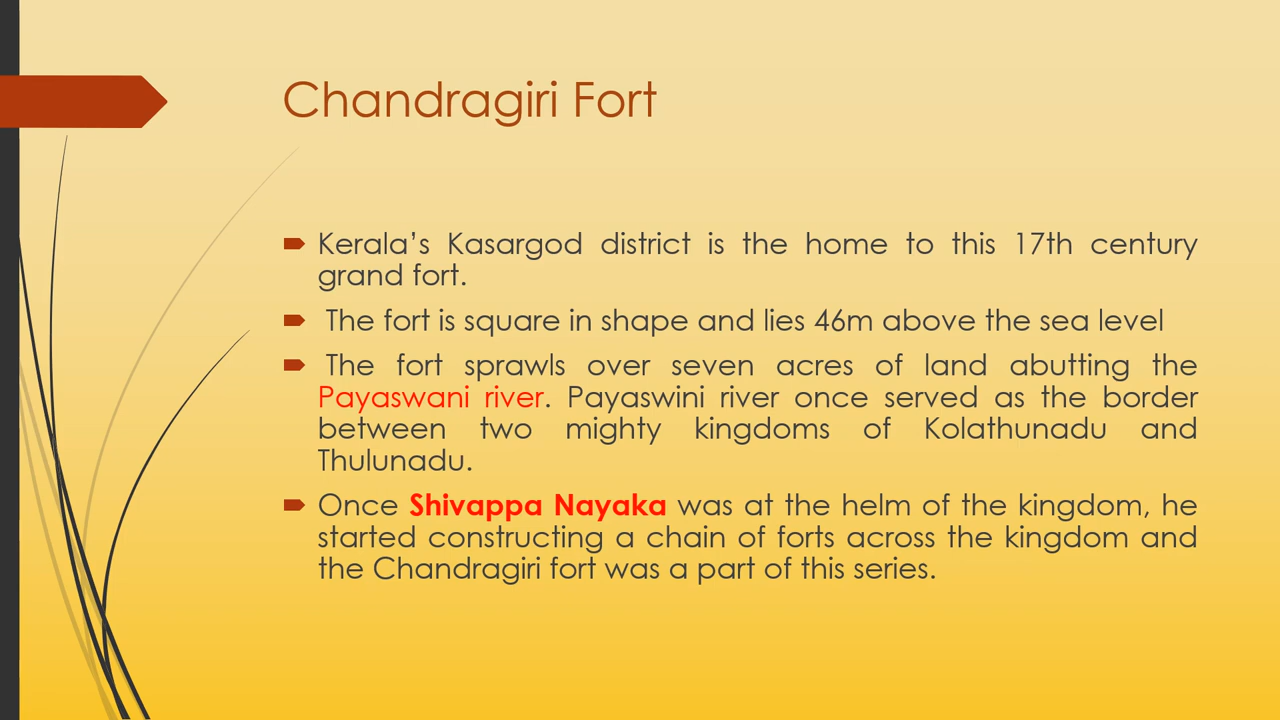 Chandragiri Fort
Kerala’s Kasargod district is the home to this 17th century
grand fort.
The fort is square in shape and lies 46m above the sea level
The fort sprawls over seven acres of land abutting the
Payaswani river. Payaswini river once served as the border
between two mighty kingdoms of Kolathunadu and
Thulunadu.
Once Shivappa Nayaka was at the helm of the kingdom, he
started constructing a chain of forts across the kingdom and
the Chandragiri fort was a part of this series.